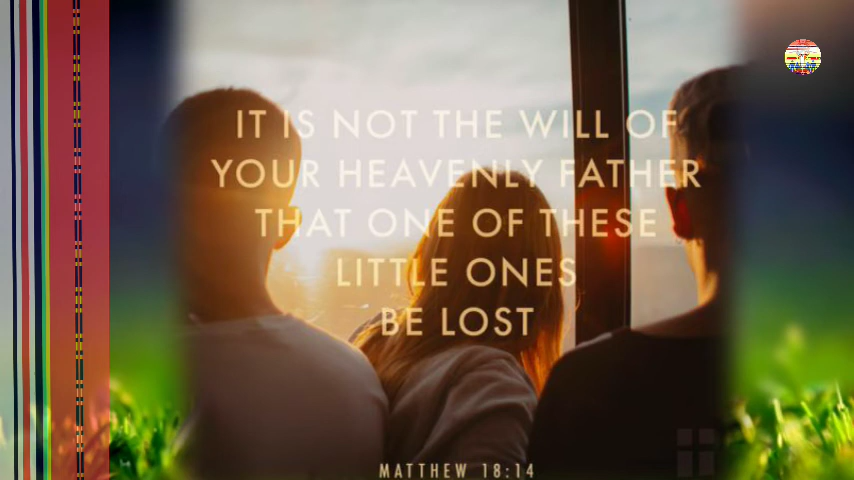 IT IS NOT THE WILL OF
YOUR HEAVENLY FATHER
THAT ONE OF THESE
LITTLE ONES
BE LOST
MATTHEW 18:14